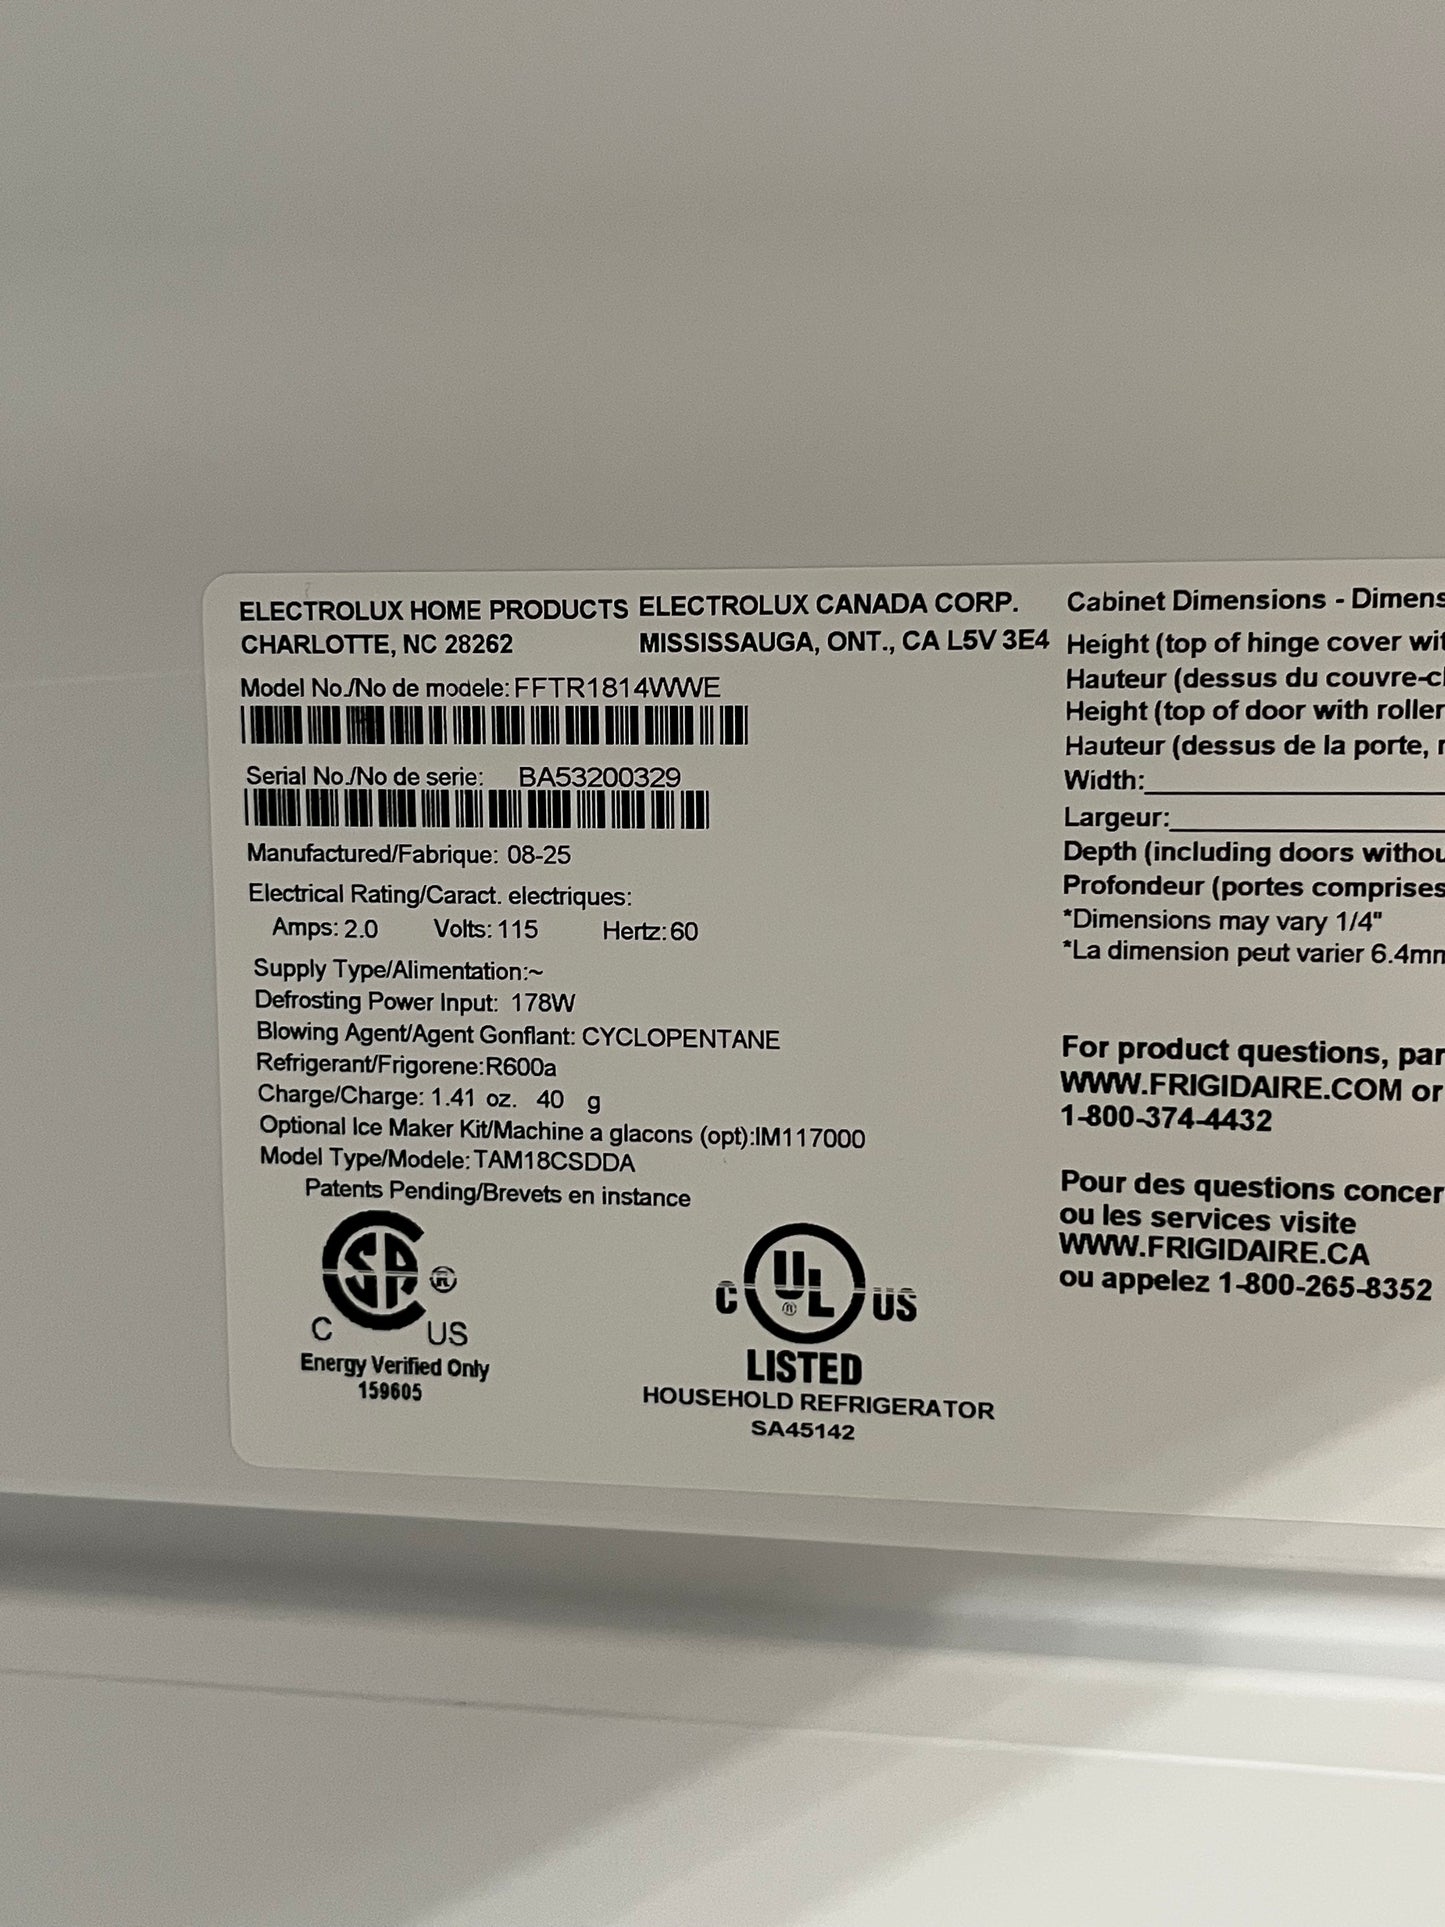 ELECTROLUX HOME PRODUCTS ELECTROLUX CANADA CORP.
CHARLOTTE, NC 28262 MISSISSAUGA, ONT., CA L5V 3E4
Model No./No de modele:FFTR1814WWE
Serial No./No de serie: BA53200329
Manufactured/Fabrique: 08-25
Electrical Rating/Caract. electriques:
Amps: 2.0 Volts: 115 Hertz: 60
Supply Type/Alimentation:~
Defrosting Power Input: 178W
Blowing Agent/Agent Gonflant: CYCLOPENTANE
Refrigerant/Frigorene:R600a
Charge/Charge: 1.41 oz. 40 g
Optional Ice Maker Kit/Machine a glacons (opt):IM117000
Model Type/Modele: TAM18CSDDA
Patents Pending/Brevets en instance
SA ®
C US
Energy Verified Only
159605
C UL ® US
LISTED
HOUSEHOLD REFRIGERATOR
SA45142
Cabinet Dimensions - Dimens
Height (top of hinge cover wit
Hauteur (dessus du couvre-c
Height (top of door with roller
Hauteur (dessus de la porte,
Width:
Largeur:
Depth (including doors withou
Profondeur (portes comprises
*Dimensions may vary 1/4"
*La dimension peut varier 6.4mm
For product questions, par
WWW.FRIGIDAIRE.COM or
1-800-374-4432
Pour des questions concer
ou les services visite
WWW.FRIGIDAIRE.CA
ou appelez 1-800-265-8352